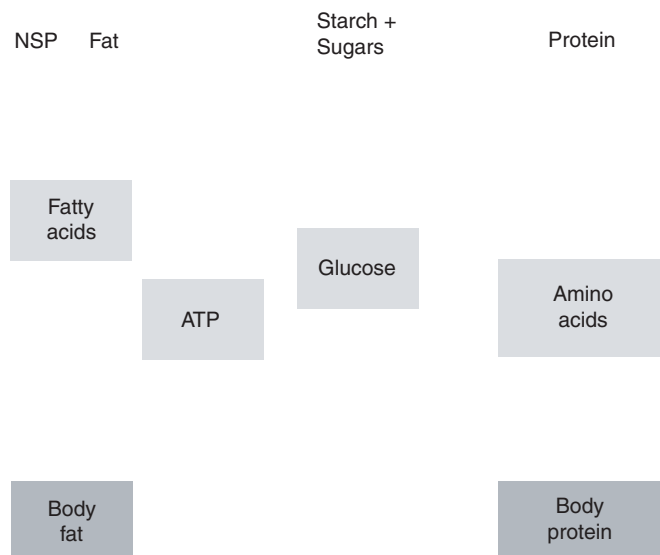 NSP Fat
Starch +
Sugars
Protein
Fatty
acids
Glucose
ATP
Amino
acids
Body
fat
Body
protein